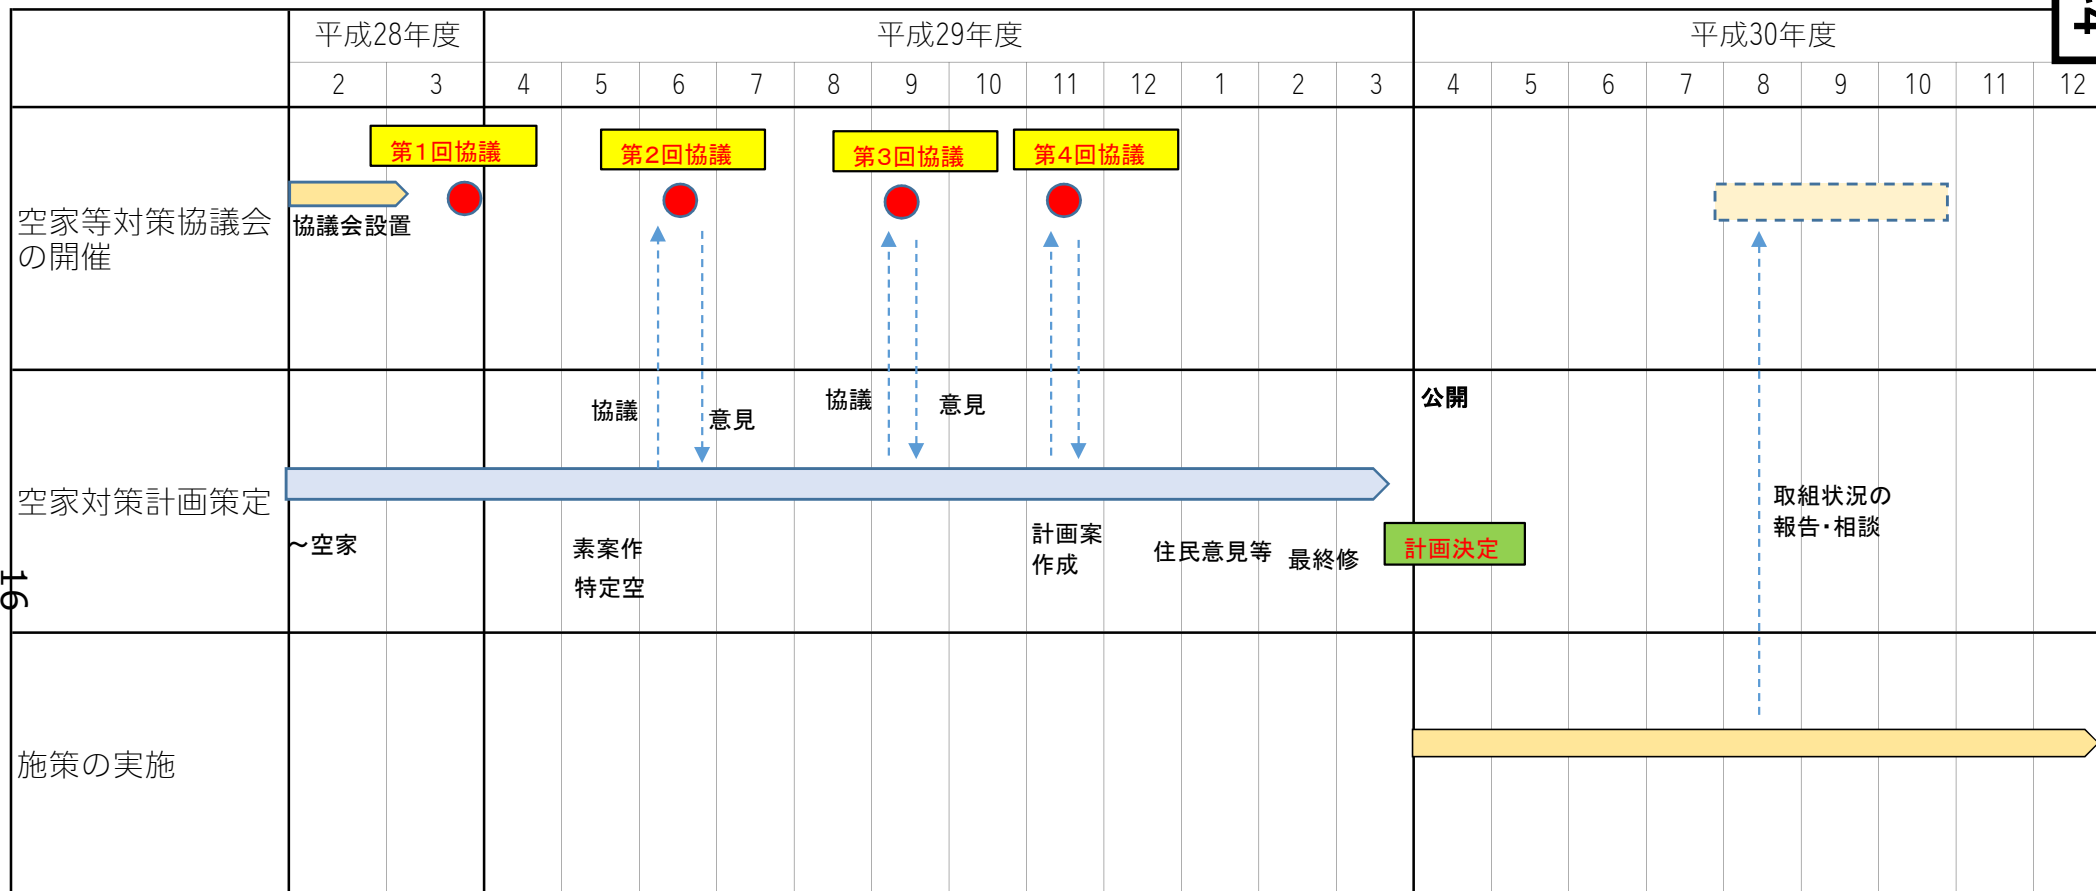 平成28年度
平成29年度
平成30年度
2 3 4 5 6 7 8 9 10 11 12 1 2 3 4 5 6 7 8 9 10 11 12
空家等対策協議会
の開催
第1回協議
第2回協議
第3回協議
第4回協議
協議会設置
空家対策計画策定
協議
意見
協議
意見
公開
～空家
素案作
特定空
計画案
作成
住民意見等
最終修
計画決定
取組状況の
報告・相談
施策の実施
16